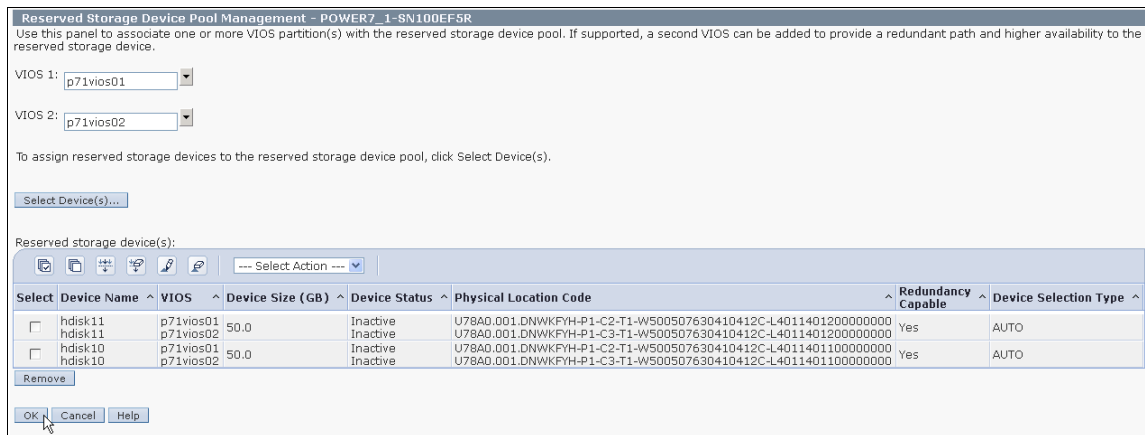 Reserved Storage Device Pool Management - POWER7_1-SN100EF5R
Use this panel to associate one or more VIOS partition(s) with the reserved storage device pool. If supported, a second VIOS can be added to provide a redundant path and higher availability to the
reserved storage device.
VIOS 1: p71vios01
VIOS 2: p71vios02
To assign reserved storage devices to the reserved storage device pool, click Select Device(s).
Select Device(s)...
Reserved storage device(s):
--- Select Action ---
Select Device Name ^ VIOS ^ Device Size (GB) ^ Device Status ^ Physical Location Code ^ Redundancy Capable ^ Device Selection Type ^
hdisk11 p71vios01 50.0 Inactive U78A0.001.DNWKFYH-P1-C2-T1-W500507630410412C-L4011401200000000 Yes AUTO
hdisk11 p71vios02 Inactive U78A0.001.DNWKFYH-P1-C3-T1-W500507630410412C-L4011401200000000
hdisk10 p71vios01 50.0 Inactive U78A0.001.DNWKFYH-P1-C2-T1-W500507630410412C-L4011401100000000 Yes AUTO
hdisk10 p71vios02 Inactive U78A0.001.DNWKFYH-P1-C3-T1-W500507630410412C-L4011401100000000
Remove
OK Cancel Help